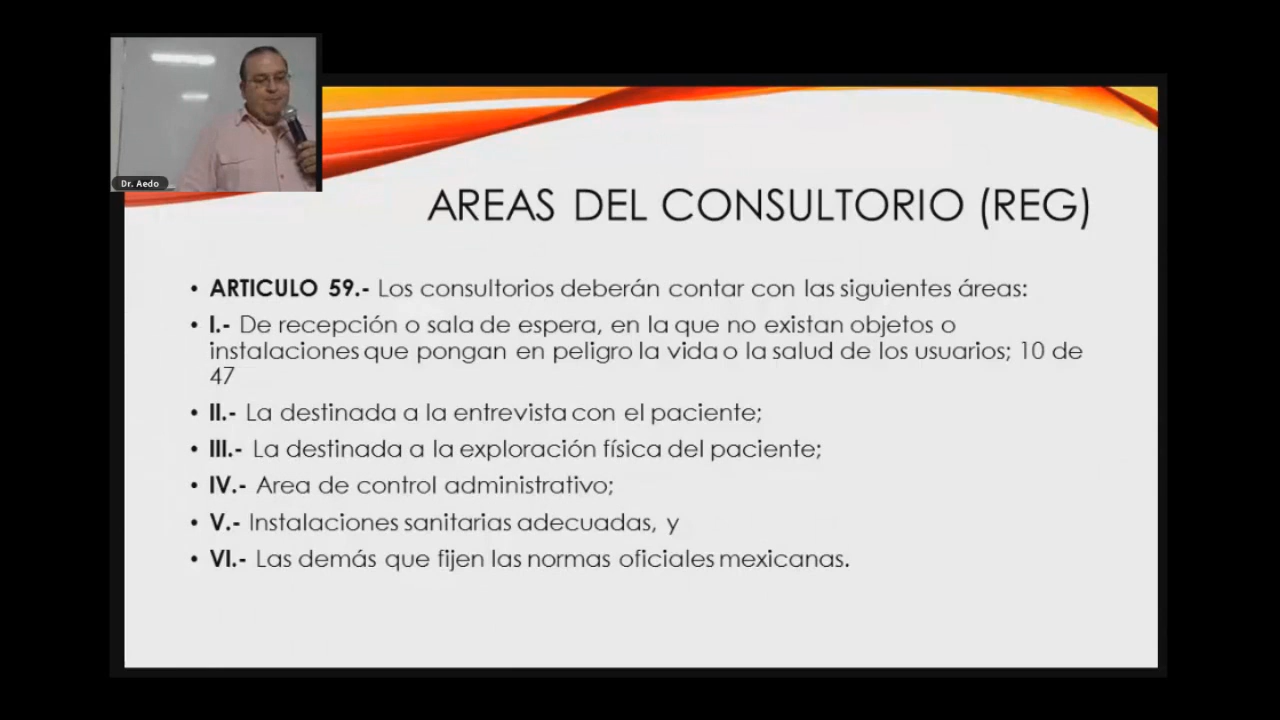 Dr. Aedo
AREAS DEL CONSULTORIO (REG)
• ARTICULO 59.- Los consultorios deberán contar con las siguientes áreas:
• I.- De recepción o sala de espera, en la que no existan objetos o
instalaciones que pongan en peligro la vida o la salud de los usuarios; 10 de
47
• II.- La destinada a la entrevista con el paciente;
• III.- La destinada a la exploración física del paciente;
• IV.- Area de control administrativo;
• V.- Instalaciones sanitarias adecuadas, y
• VI.- Las demás que fijen las normas oficiales mexicanas.